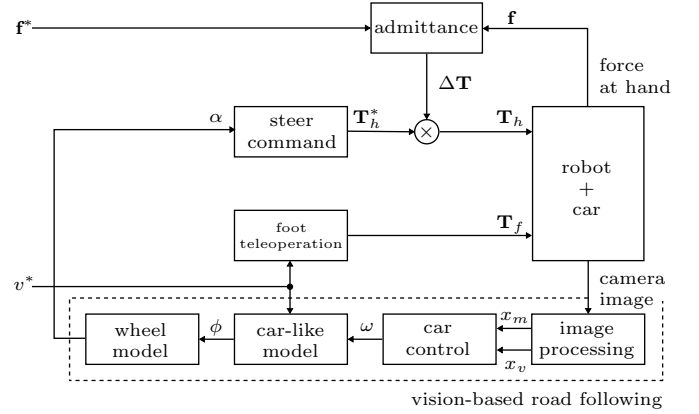 f*
admittance
f
force
at hand
ΔT
α
steer
command
T*h
×
Th
robot
+
car
foot
teleoperation
Tf
v*
camera
image
wheel
model
ϕ
car-like
model
ω
car
control
xm
xv
image
processing
vision-based road following